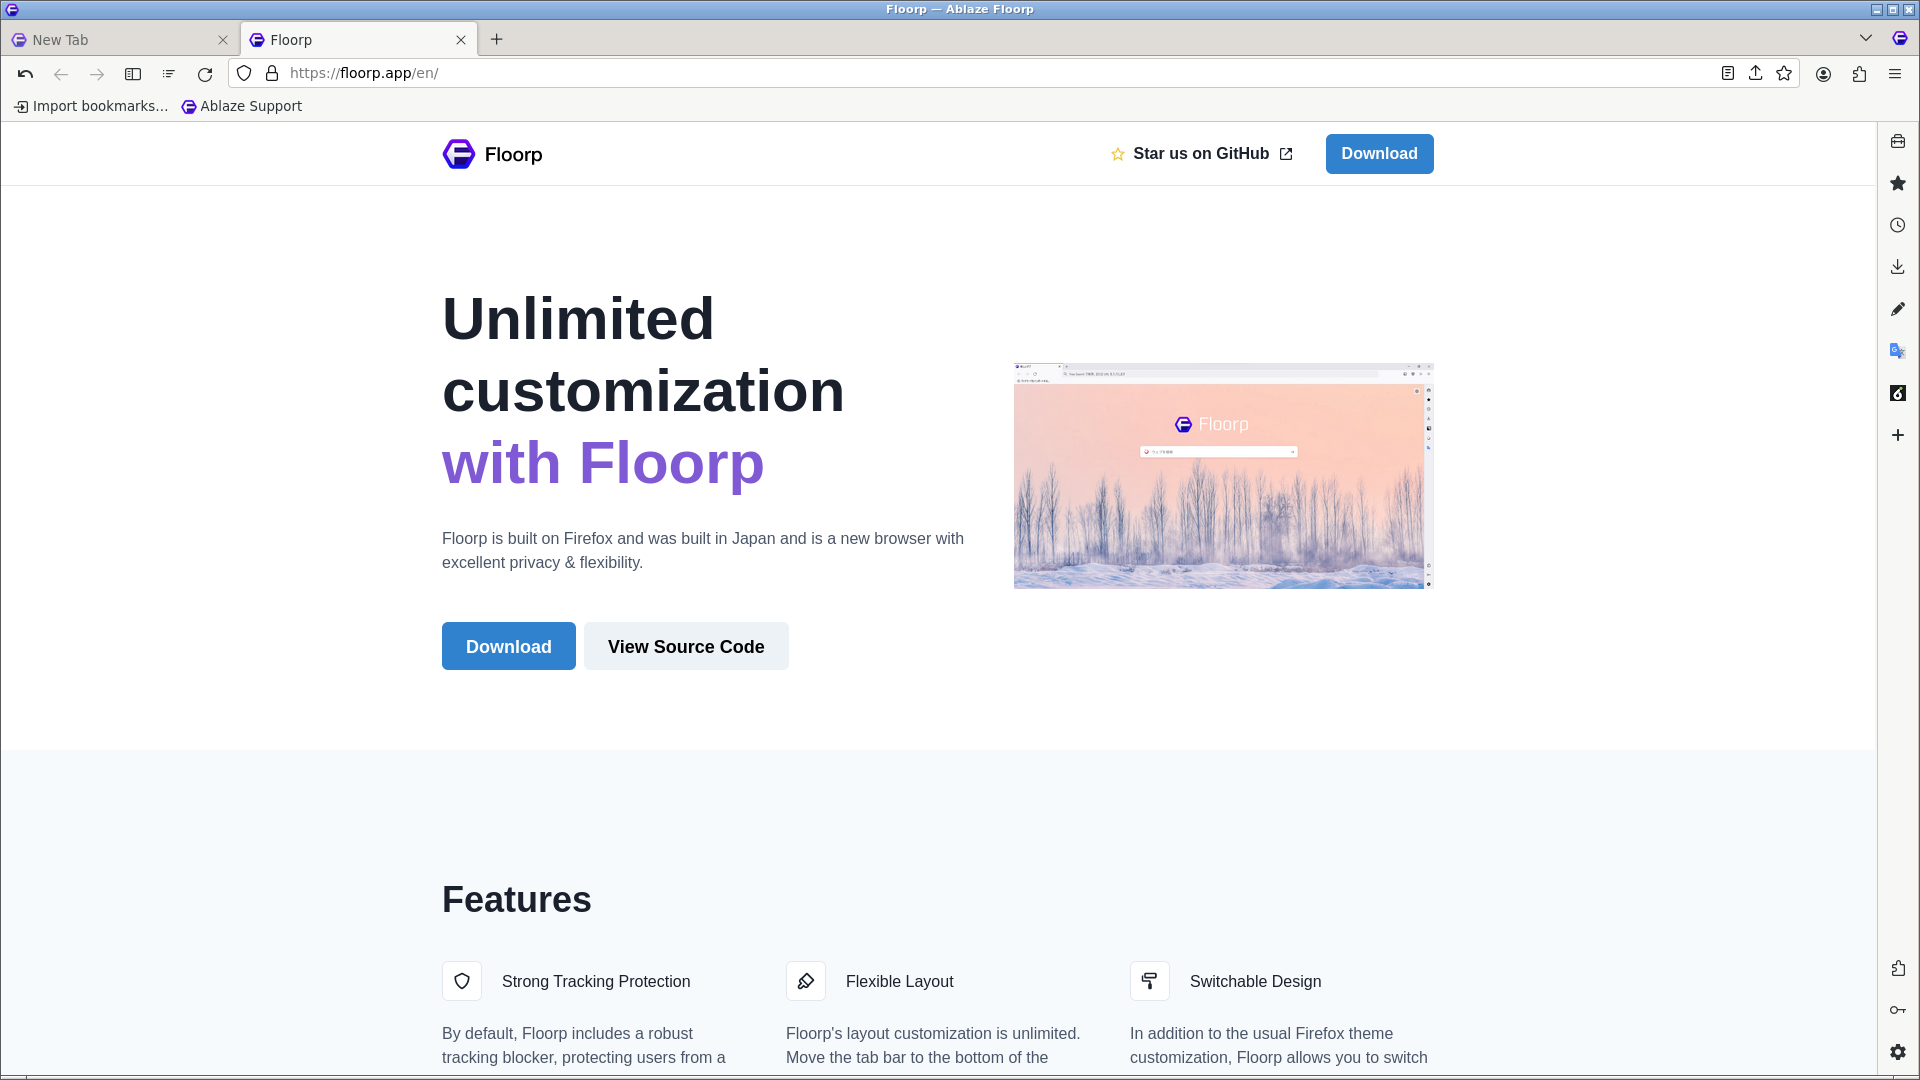 Floorp — Ablaze Floorp
New Tab
Floorp
https://floorp.app/en/
Import bookmarks...
Ablaze Support
Floorp
Star us on GitHub
Download
Unlimited
customization
with Floorp
Floorp
Floorp is built on Firefox and was built in Japan and is a new browser with
excellent privacy & flexibility.
Download
View Source Code
Features
Strong Tracking Protection
Flexible Layout
Switchable Design
By default, Floorp includes a robust
tracking blocker, protecting users from a
Floorp's layout customization is unlimited.
Move the tab bar to the bottom of the
In addition to the usual Firefox theme
customization, Floorp allows you to switch